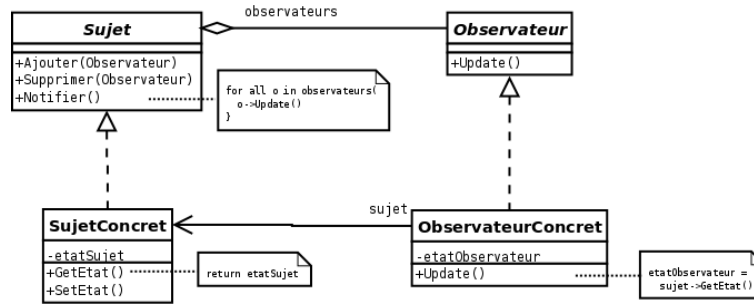 observateurs
Sujet
+Ajouter(Observateur)
+Supprimer(Observateur)
+Notifier()
for all o in observateurs(
o->Update()
}
Observateur
+Update()
sujet
SujetConcret
-etatSujet
+GetEtat()
+SetEtat()
return etatSujet
ObservateurConcret
-etatObservateur
+Update()
etatObservateur =
sujet->GetEtat()